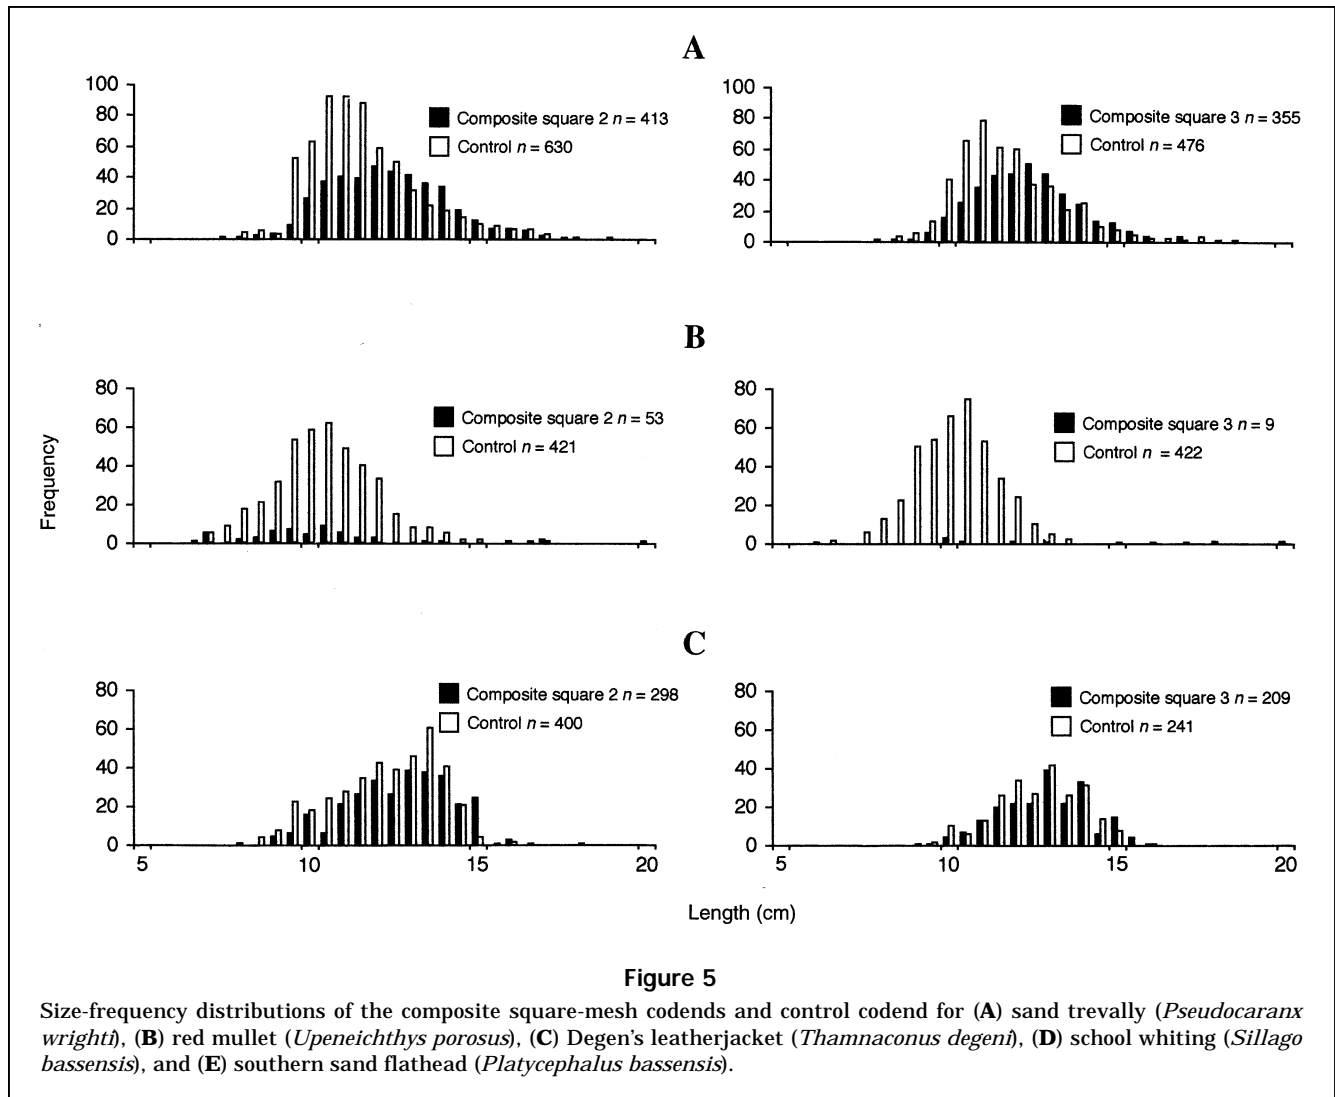 A
100
80
60
40
20
0
Composite square 2 n = 413
Control n = 630
100
80
60
40
20
0
Composite square 3 n = 355
Control n = 476
B
Frequency
80
60
40
20
0
Composite square 2 n = 53
Control n = 421
80
60
40
20
0
Composite square 3 n = 9
Control n = 422
C
80
60
40
20
0
Composite square 2 n = 298
Control n = 400
5 10 15 20
80
60
40
20
0
Composite square 3 n = 209
Control n = 241
5 10 15 20
Length (cm)
Figure 5
Size-frequency distributions of the composite square-mesh codends and control codend for (A) sand trevally (Pseudocaranx
wrighti), (B) red mullet (Upeneichthys porosus), (C) Degen's leatherjacket (Thamnaconus degeni), (D) school whiting (Sillago
bassensis), and (E) southern sand flathead (Platycephalus bassensis).